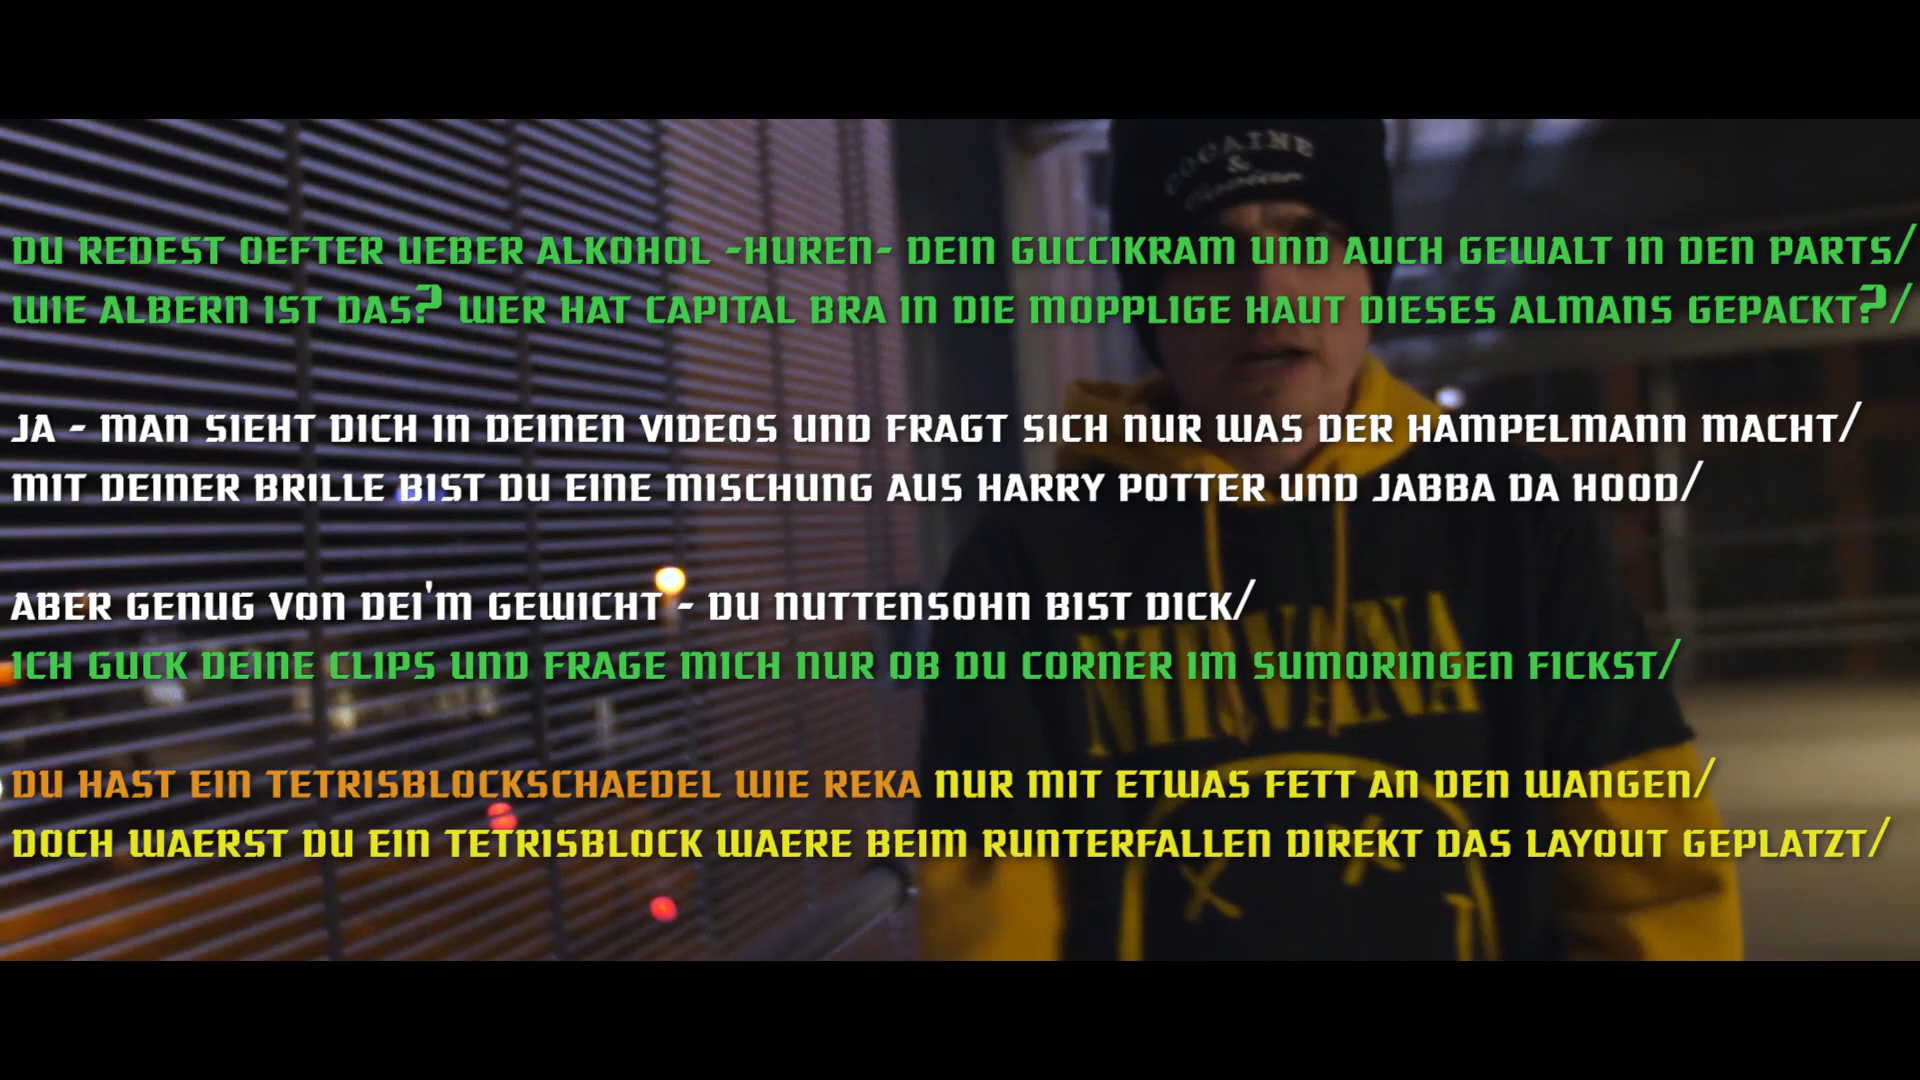 COCAINE
&
Caviar
DU REDEST OEFTER UEBER ALKOHOL -HUREN- DEIN GUCCIKRAM UND AUCH GEWALT IN DEN PARTS/
WIE ALBERN IST DAS? WER HAT CAPITAL BRA IN DIE MOPPLIGE HAUT DIESES ALMANS GEPACKT?/
JA - MAN SIEHT DICH IN DEINEN VIDEOS UND FRAGT SICH NUR WAS DER HAMPELMANN MACHT/
MIT DEINER BRILLE BIST DU EINE MISCHUNG AUS HARRY POTTER UND JABBA DA HOOD/
ABER GENUG VON DEI'M GEWICHT - DU NUTTENSOHN BIST DICK/
ICH GUCK DEINE CLIPS UND FRAGE MICH NUR OB DU CORNER IM SUMORINGEN FICKST/
NIRVANA
DU HAST EIN TETRISBLOCKSCHAEDEL WIE REKA NUR MIT ETWAS FETT AN DEN WANGEN/
DOCH WAERST DU EIN TETRISBLOCK WAERE BEIM RUNTERFALLEN DIREKT DAS LAYOUT GEPLATZT/